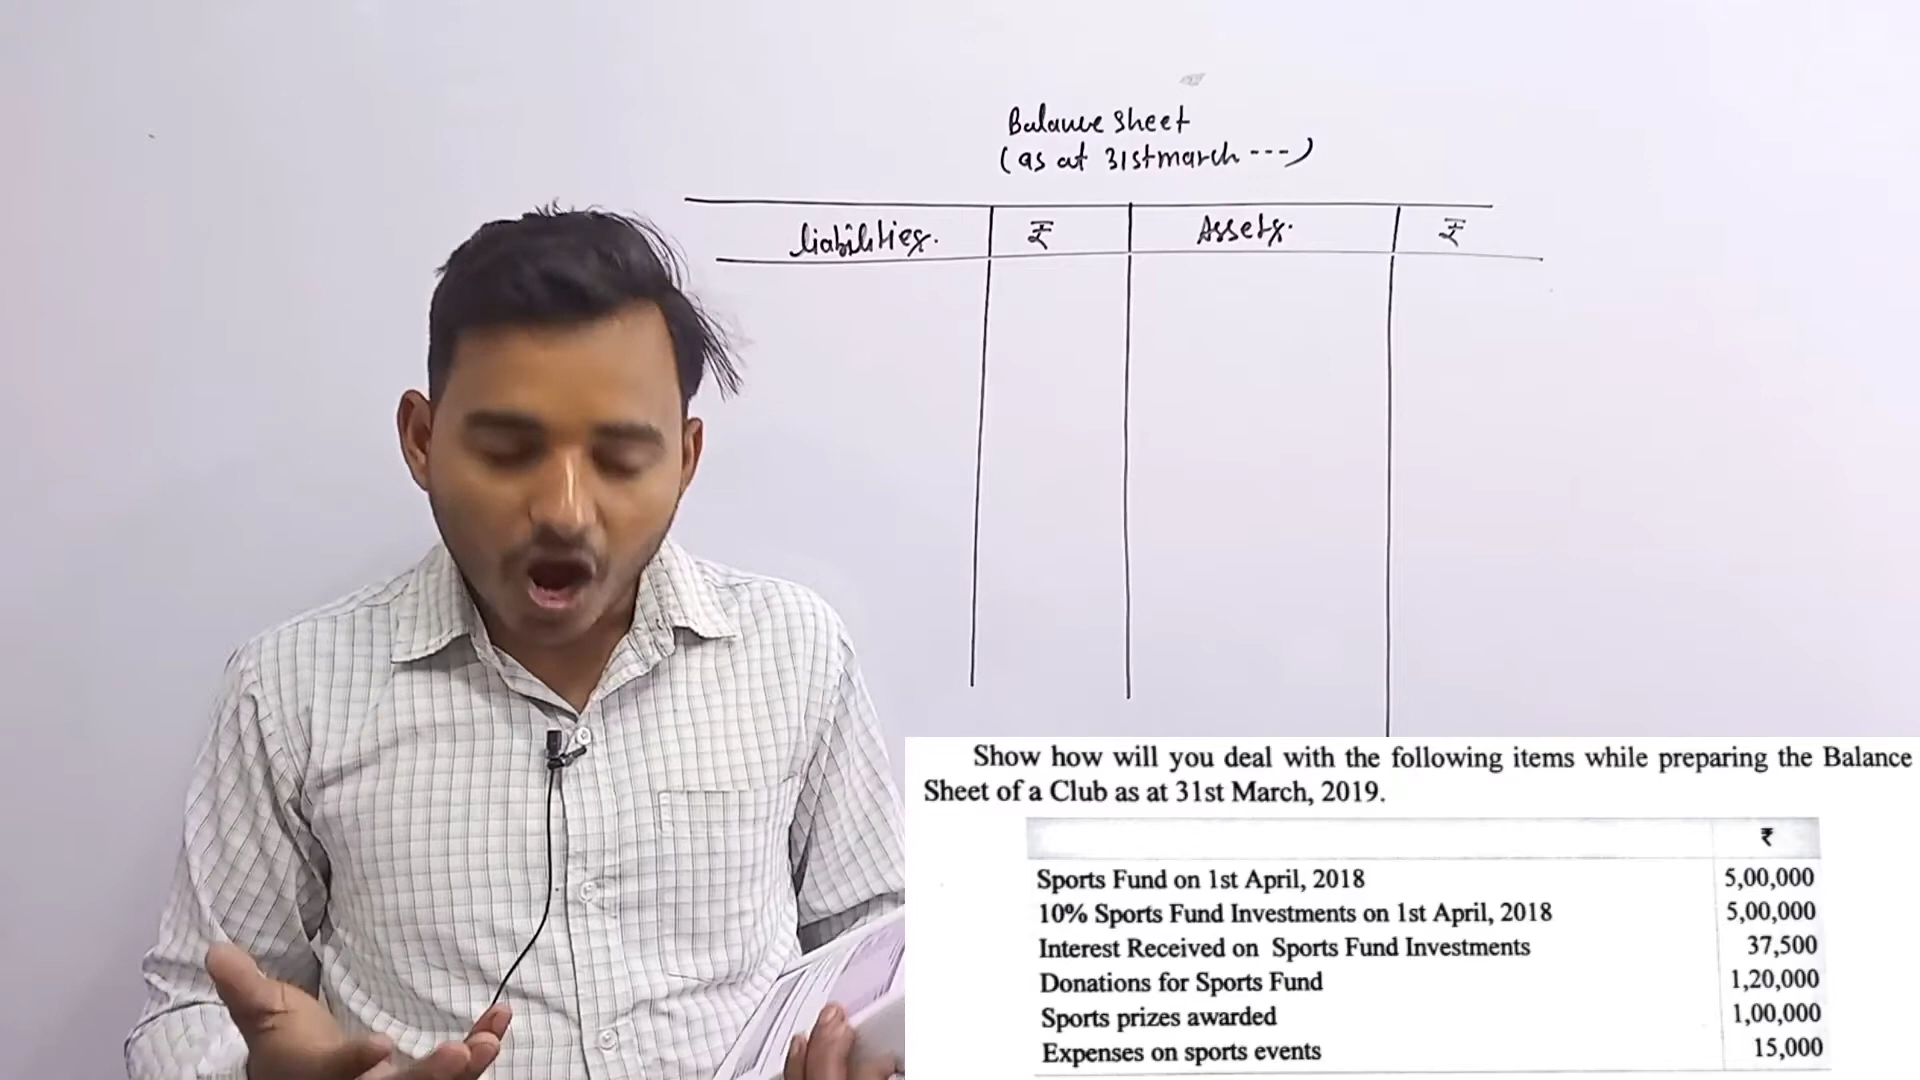 Balance Sheet
(as at 31st march ---)
liabilities. ₹ Assets. ₹
Show how will you deal with the following items while preparing the Balance
Sheet of a Club as at 31st March, 2019.
₹
Sports Fund on 1st April, 2018 5,00,000
10% Sports Fund Investments on 1st April, 2018 5,00,000
Interest Received on Sports Fund Investments 37,500
Donations for Sports Fund 1,20,000
Sports prizes awarded 1,00,000
Expenses on sports events 15,000